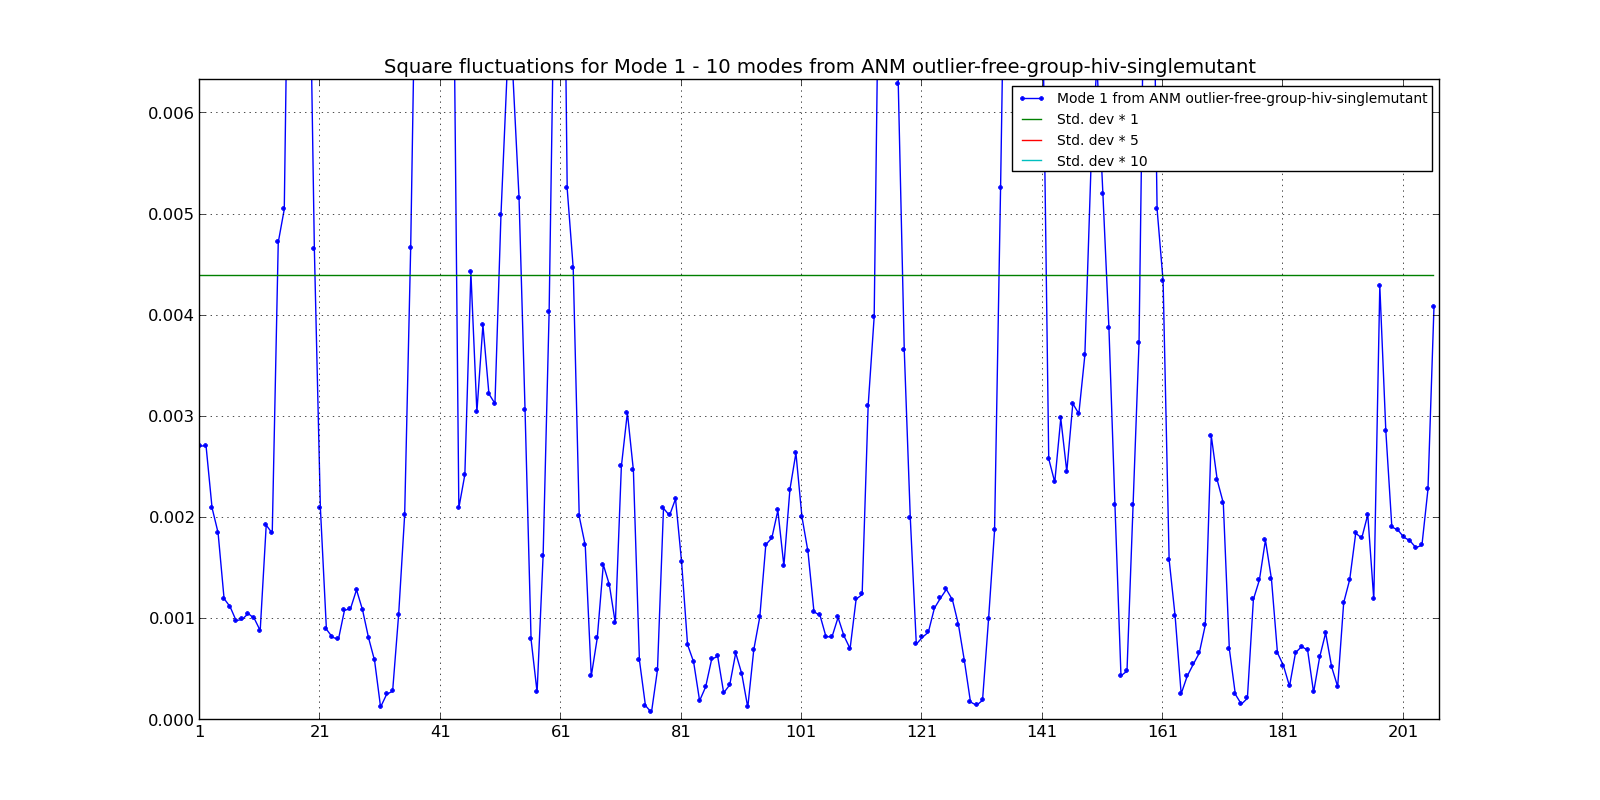 Square fluctuations for Mode 1 - 10 modes from ANM outlier-free-group-hiv-singlemutant
Mode 1 from ANM outlier-free-group-hiv-singlemutant
Std. dev * 1
Std. dev * 5
Std. dev * 10
0.006
0.005
0.004
0.003
0.002
0.001
0.000
1 21 41 61 81 101 121 141 161 181 201